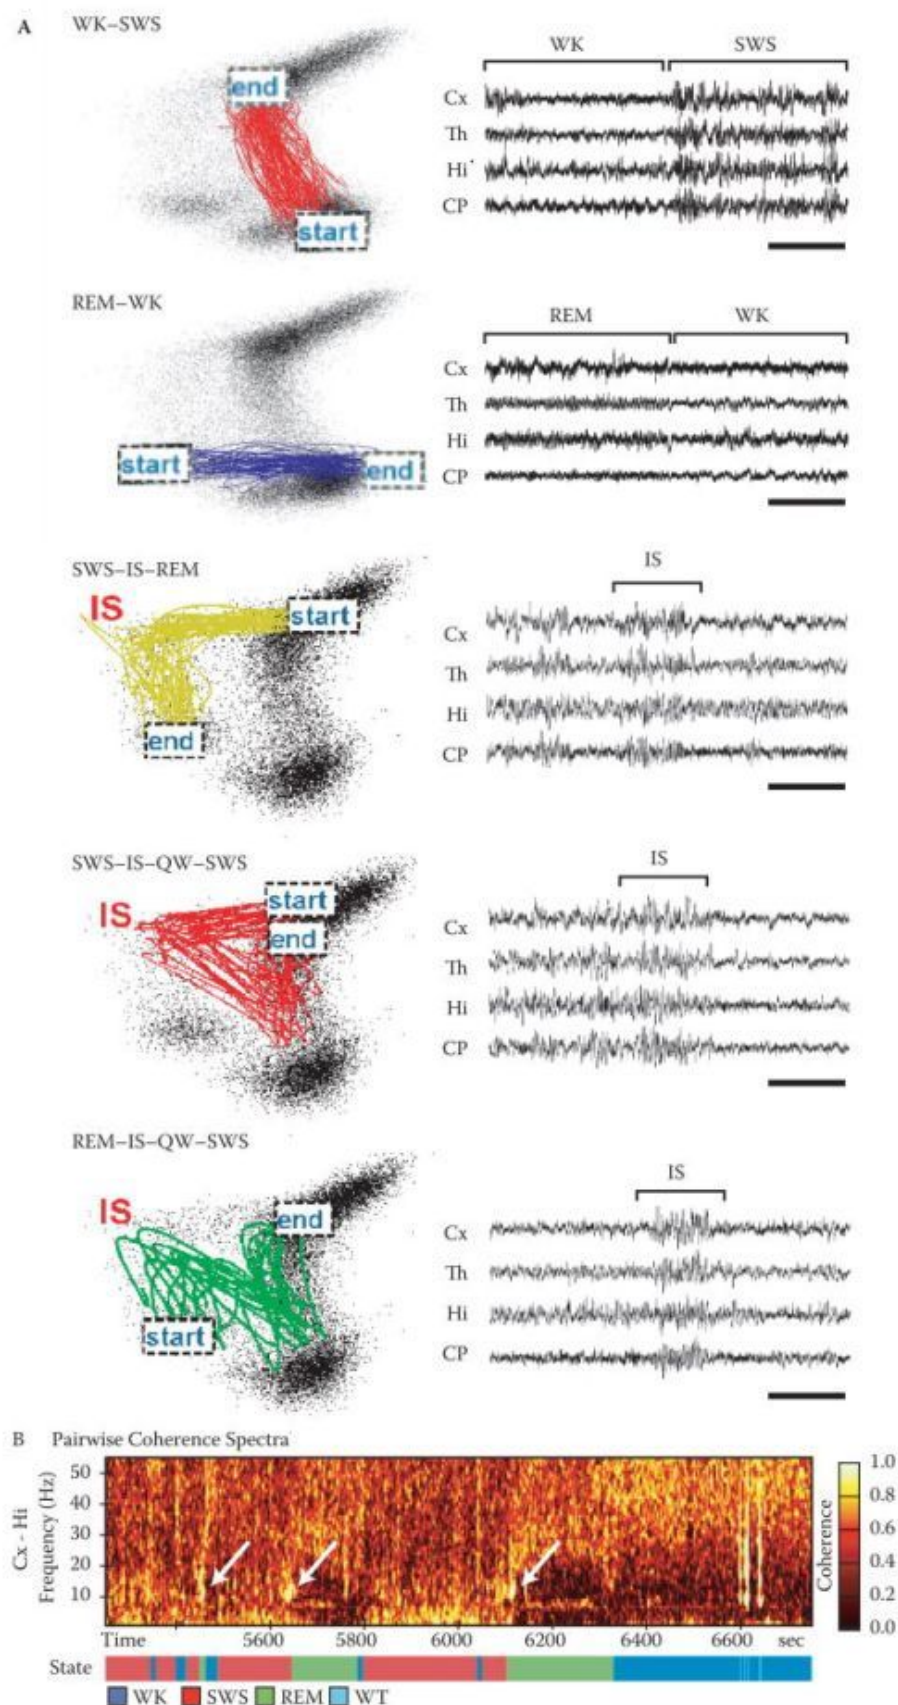 A WK–SWS
WK SWS
end
start
Cx
Th
Hi
CP
REM–WK
REM WK
start
end
Cx
Th
Hi
CP
SWS–IS–REM
IS
IS
start
end
Cx
Th
Hi
CP
SWS–IS–QW–SWS
IS
IS
start
end
Cx
Th
Hi
CP
REM–IS–QW–SWS
IS
IS
end
start
Cx
Th
Hi
CP
B Pairwise Coherence Spectra
Cx - Hi
Frequency (Hz)
50
40
30
20
10
1.0
0.8
0.6
0.4
0.2
0.0
Coherence
Time 5600 5800 6000 6200 6400 6600 sec
State
WK SWS REM WT